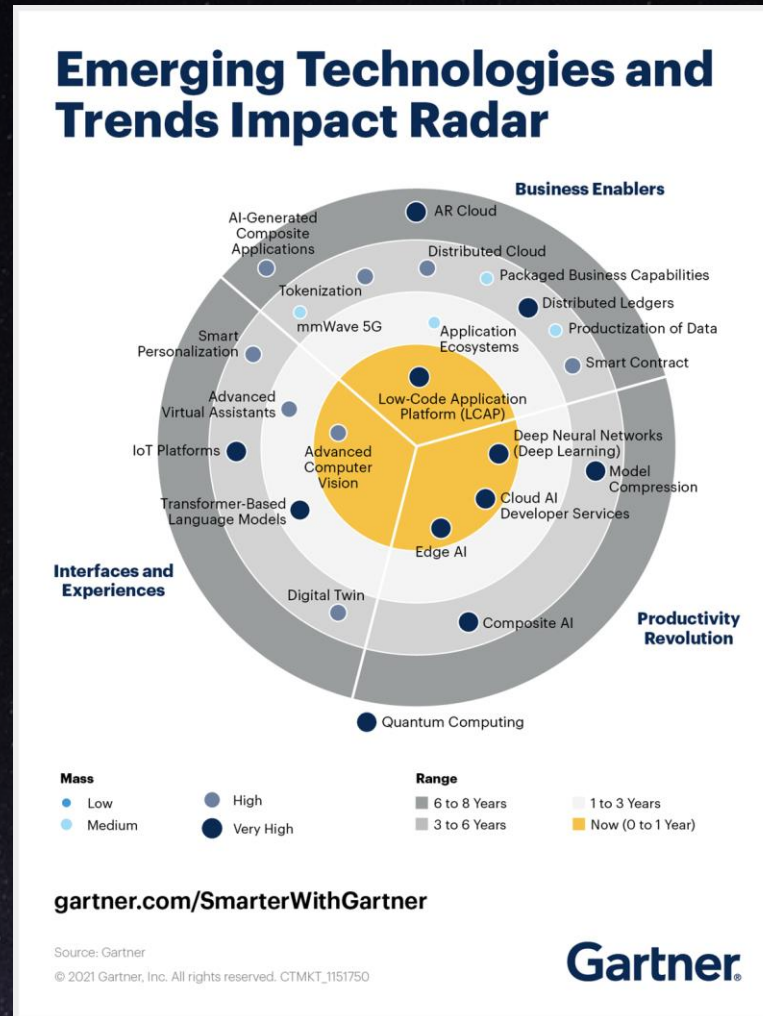 Emerging Technologies and
Trends Impact Radar
Business Enablers
AI-Generated
Composite
Applications
AR Cloud
Distributed Cloud
Tokenization
Packaged Business Capabilities
Distributed Ledgers
mmWave 5G
Application
Ecosystems
Productization of Data
Smart
Personalization
Smart Contract
Advanced
Virtual Assistants
Low-Code Application
Platform (LCAP)
IoT Platforms
Advanced
Computer
Vision
Deep Neural Networks
(Deep Learning)
Model
Compression
Transformer-Based
Language Models
Cloud AI
Developer Services
Edge AI
Interfaces and
Experiences
Digital Twin
Composite AI
Productivity
Revolution
Quantum Computing
Mass
Low
Medium
High
Very High
Range
6 to 8 Years
3 to 6 Years
1 to 3 Years
Now (0 to 1 Year)
gartner.com/SmarterWithGartner
Source: Gartner
© 2021 Gartner, Inc. All rights reserved. CTMKT_1151750
Gartner®